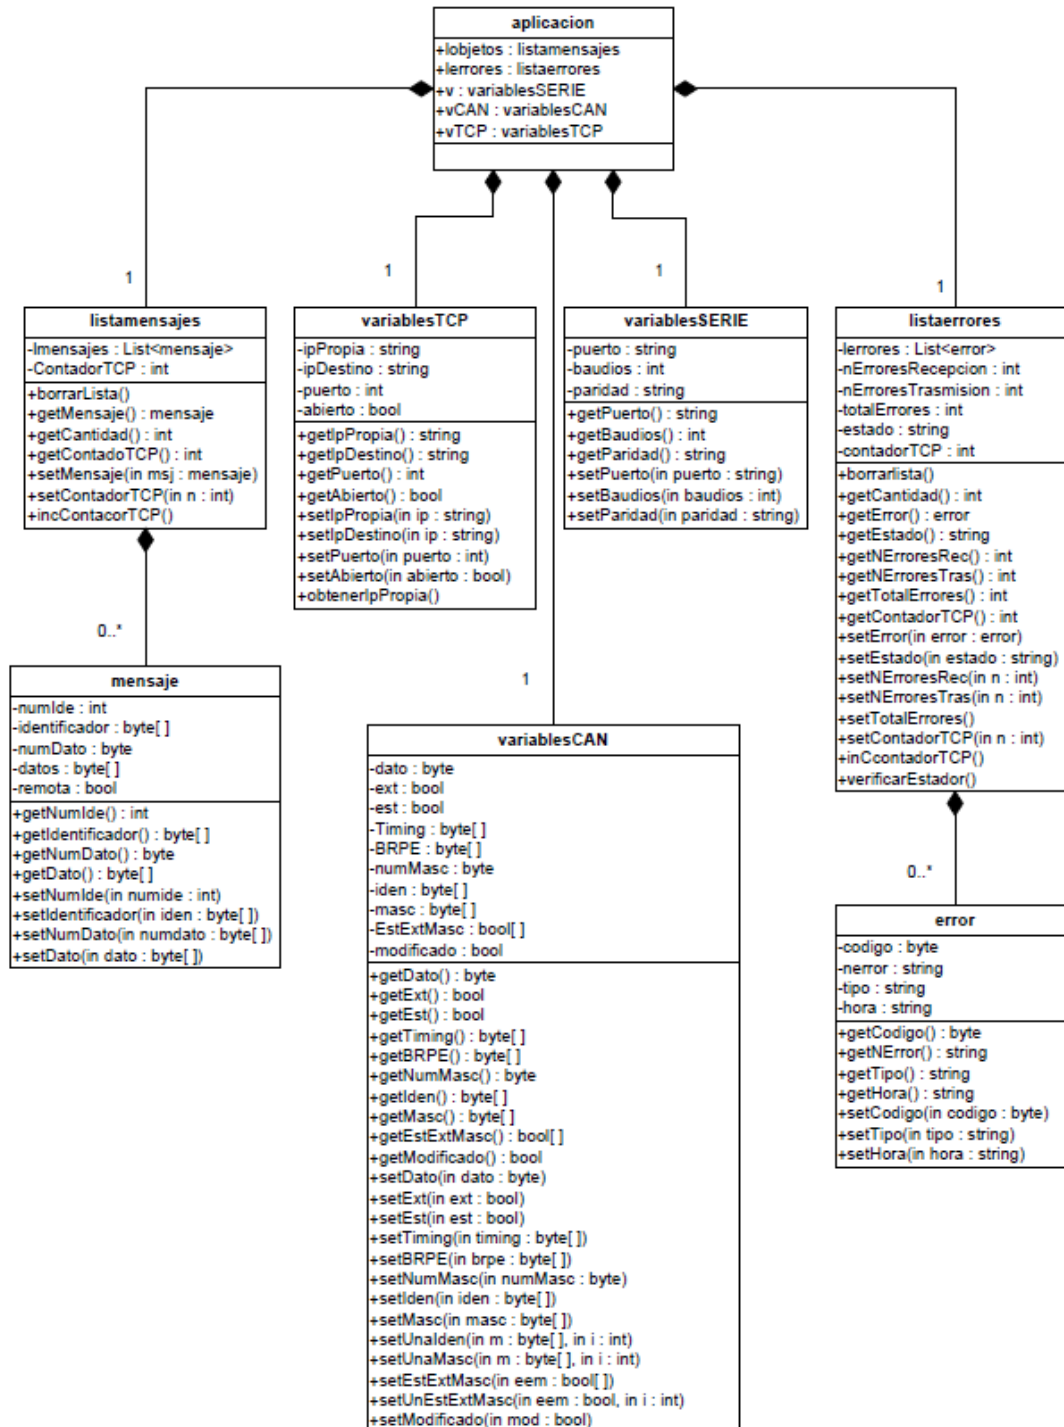 aplicacion
+lobjetos : listamensajes
+lerrores : listaerrores
+v : variablesSERIE
+vCAN : variablesCAN
+vTCP : variablesTCP
1
1
1
1
listamensajes
-lmensajes : List<mensaje>
-ContadorTCP : int
+borrarLista()
+getMensaje() : mensaje
+getCantidad() : int
+getContadoTCP() : int
+setMensaje(in msj : mensaje)
+setContadorTCP(in n : int)
+incContacorTCP()
variablesTCP
-ipPropia : string
-ipDestino : string
-puerto : int
-abierto : bool
+getIpPropia() : string
+getIpDestino() : string
+getPuerto() : int
+getAbierto() : bool
+setIpPropia(in ip : string)
+setIpDestino(in ip : string)
+setPuerto(in puerto : int)
+setAbierto(in abierto : bool)
+obtenerIpPropia()
variablesSERIE
-puerto : string
-baudios : int
-paridad : string
+getPuerto() : string
+getBaudios() : int
+getParidad() : string
+setPuerto(in puerto : string)
+setBaudios(in baudios : int)
+setParidad(in paridad : string)
listaerrores
-lerrores : List<error>
-nErroresRecepcion : int
-nErroresTrasmision : int
-totalErrores : int
-estado : string
-contadorTCP : int
+borrarlista()
+getCantidad() : int
+getError() : error
+getEstado() : string
+getNErroresRec() : int
+getNErroresTras() : int
+getTotalErrores() : int
+getContadorTCP() : int
+setError(in error : error)
+setEstado(in estado : string)
+setNErroresRec(in n : int)
+setNErroresTras(in n : int)
+setTotalErrores()
+setContadorTCP(in n : int)
+inCcontadorTCP()
+verificarEstador()
0..*
mensaje
-numIde : int
-identificador : byte[ ]
-numDato : byte
-datos : byte[ ]
-remota : bool
+getNumIde() : int
+getIdentificador() : byte[ ]
+getNumDato() : byte
+getDato() : byte[ ]
+setNumIde(in numide : int)
+setIdentificador(in iden : byte[ ])
+setNumDato(in numdato : byte[ ])
+setDato(in dato : byte[ ])
1
variablesCAN
-dato : byte
-ext : bool
-est : bool
-Timing : byte[ ]
-BRPE : byte[ ]
-numMasc : byte
-iden : byte[ ]
-masc : byte[ ]
-EstExtMasc : bool[ ]
-modificado : bool
+getDato() : byte
+getExt() : bool
+getEst() : bool
+getTiming() : byte[ ]
+getBRPE() : byte[ ]
+getNumMasc() : byte
+getIden() : byte[ ]
+getMasc() : byte[ ]
+getEstExtMasc() : bool[ ]
+getModificado() : bool
+setDato(in dato : byte)
+setExt(in ext : bool)
+setEst(in est : bool)
+setTiming(in timing : byte[ ])
+setBRPE(in brpe : byte[ ])
+setNumMasc(in numMasc : byte)
+setIden(in iden : byte[ ])
+setMasc(in masc : byte[ ])
+setUnaIden(in m : byte[ ], in i : int)
+setUnaMasc(in m : byte[ ], in i : int)
+setEstExtMasc(in eem : bool[ ])
+setUnEstExtMasc(in eem : bool, in i : int)
+setModificado(in mod : bool)
0..*
error
-codigo : byte
-nerror : string
-tipo : string
-hora : string
+getCodigo() : byte
+getNError() : string
+getTipo() : string
+getHora() : string
+setCodigo(in codigo : byte)
+setTipo(in tipo : string)
+setHora(in hora : string)